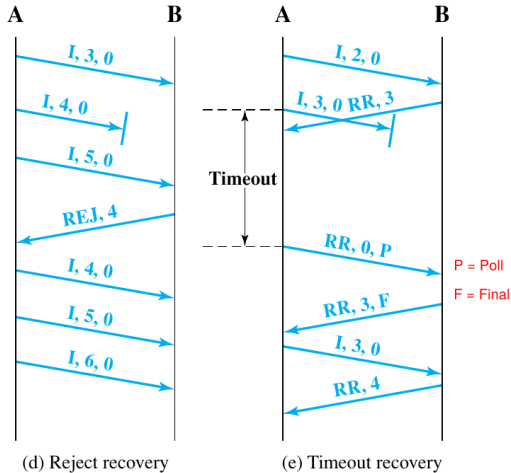 A
B
I, 3, 0
I, 4, 0
I, 5, 0
REJ, 4
I, 4, 0
I, 5, 0
I, 6, 0
(d) Reject recovery
A
B
I, 2, 0
I, 3, 0
RR, 3
Timeout
RR, 0, P
P = Poll
F = Final
RR, 3, F
I, 3, 0
RR, 4
(e) Timeout recovery